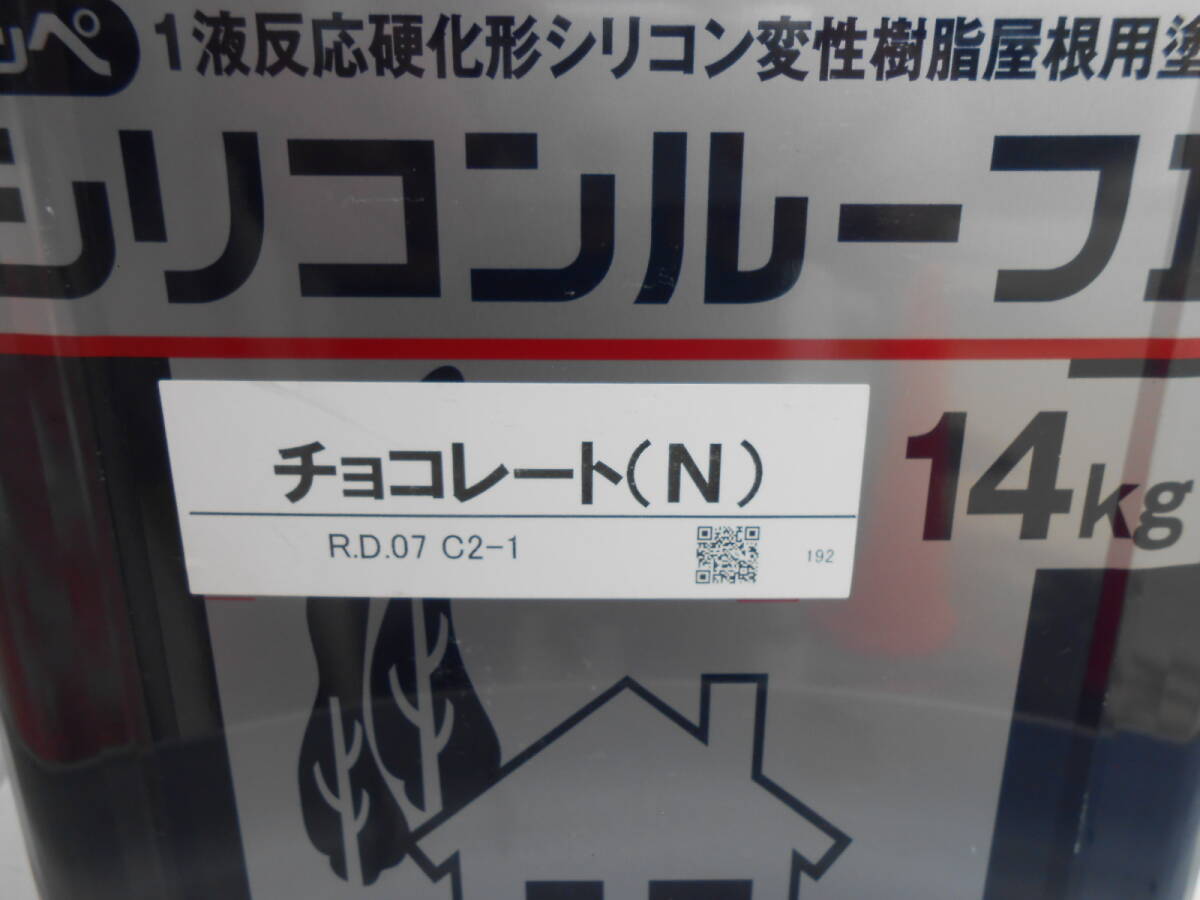 ッペ
1液反応硬化形シリコン変性樹脂屋根用塗
シリコンルーフ
チョコレート(N)
14kg
R.D.07 C2-1
192